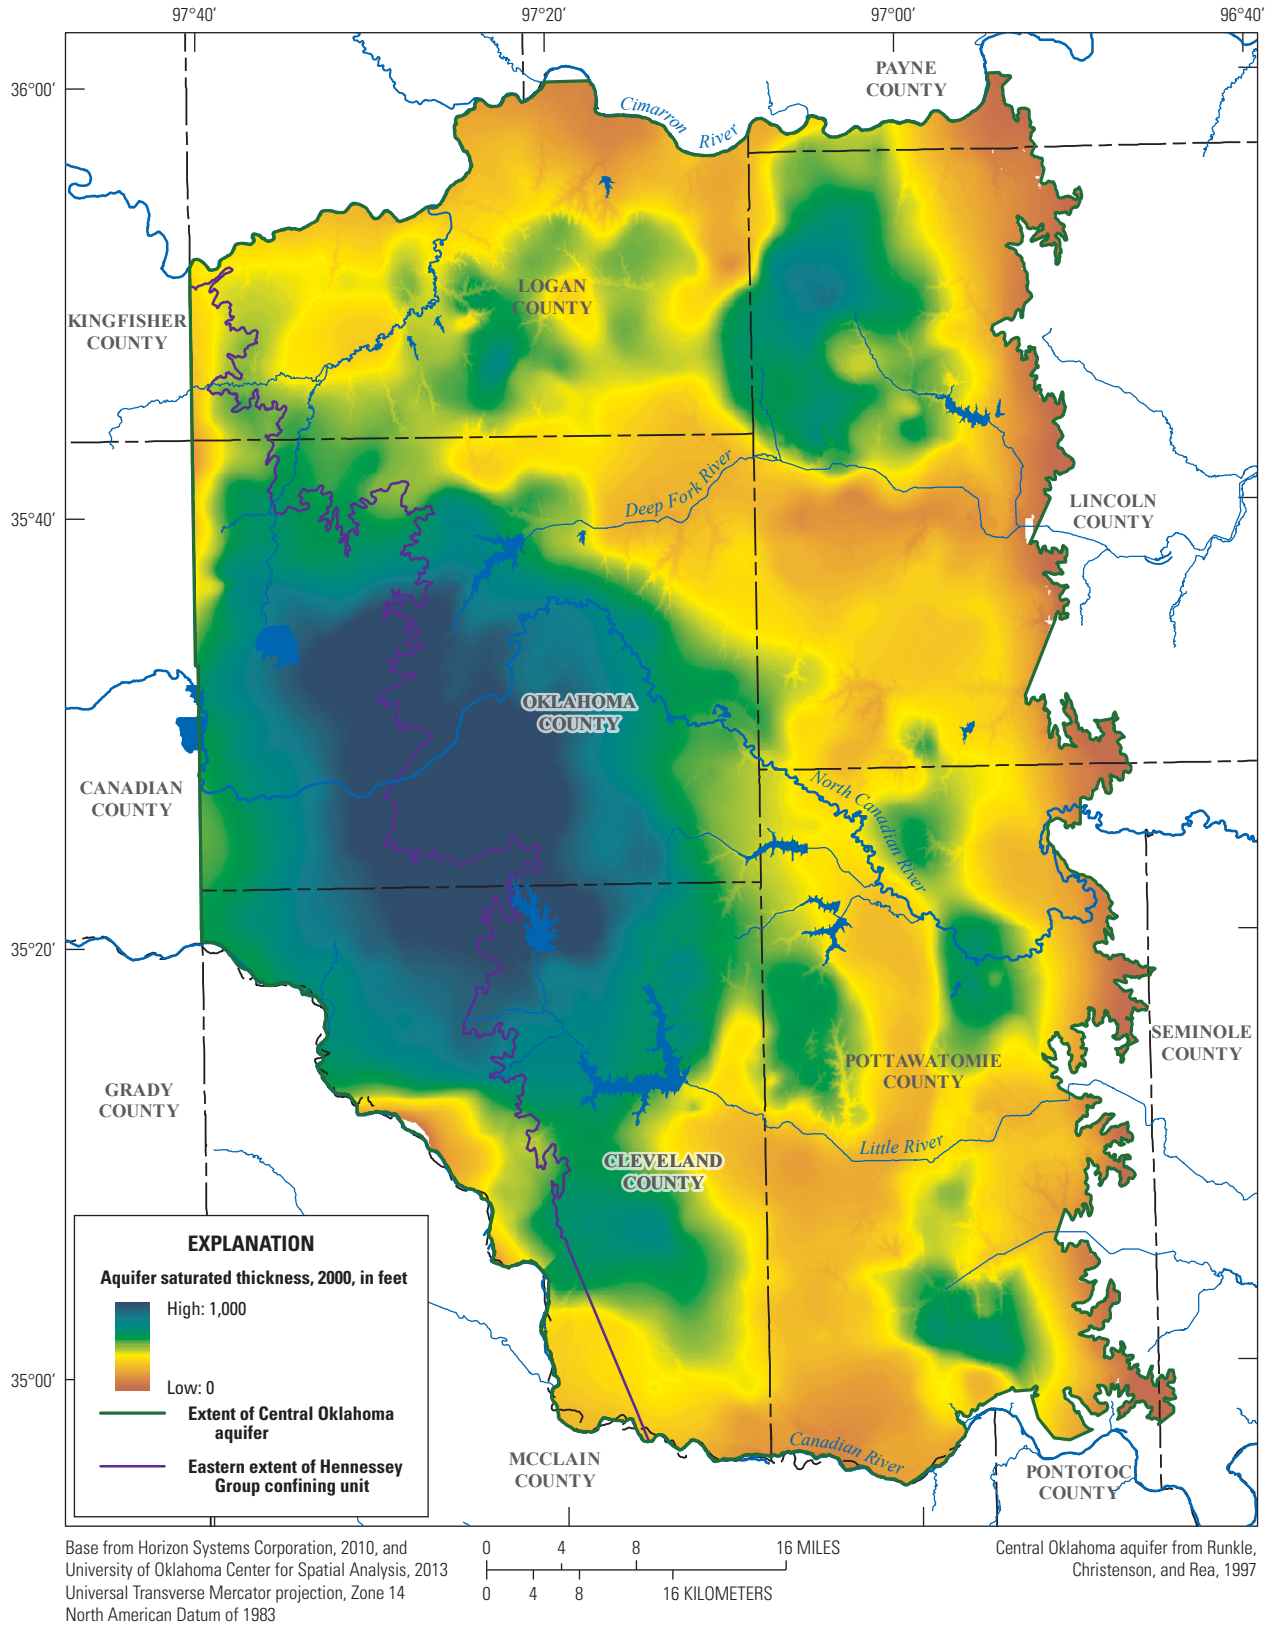 97°40′
97°20′
97°00′
96°40′
36°00′
35°40′
35°20′
35°00′
PAYNE
COUNTY
Cimarron
River
LOGAN
COUNTY
KINGFISHER
COUNTY
Deep Fork River
LINCOLN
COUNTY
OKLAHOMA
COUNTY
CANADIAN
COUNTY
North Canadian River
SEMINOLE
COUNTY
POTTAWATOMIE
COUNTY
GRADY
COUNTY
Little River
CLEVELAND
COUNTY
Canadian River
MCCLAIN
COUNTY
PONTOTOC
COUNTY
EXPLANATION
Aquifer saturated thickness, 2000, in feet
High: 1,000
Low: 0
Extent of Central Oklahoma
aquifer
Eastern extent of Hennessey
Group confining unit
Base from Horizon Systems Corporation, 2010, and
University of Oklahoma Center for Spatial Analysis, 2013
Universal Transverse Mercator projection, Zone 14
North American Datum of 1983
0 4 8 16 MILES
0 4 8 16 KILOMETERS
Central Oklahoma aquifer from Runkle,
Christenson, and Rea, 1997